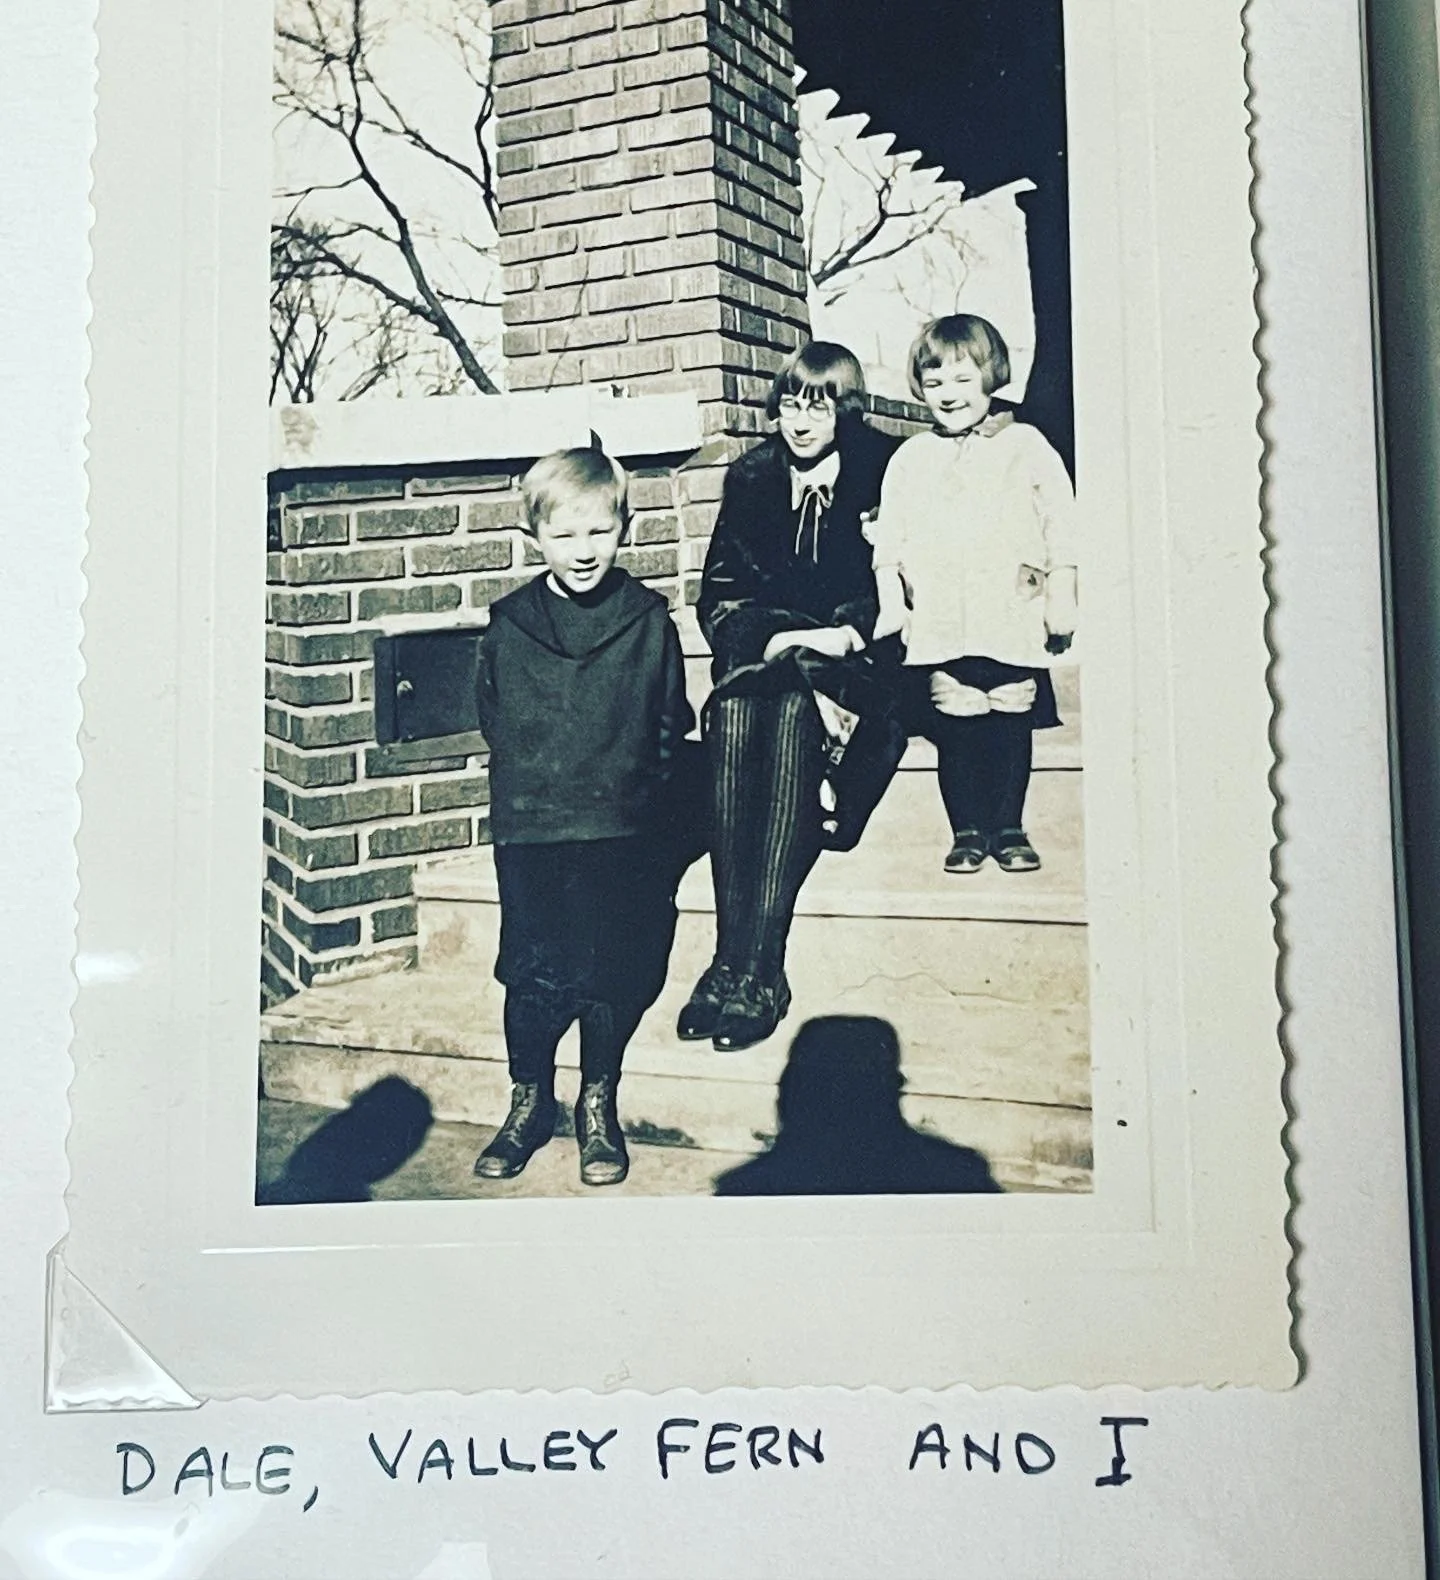 DALE, VALLEY FERN AND I